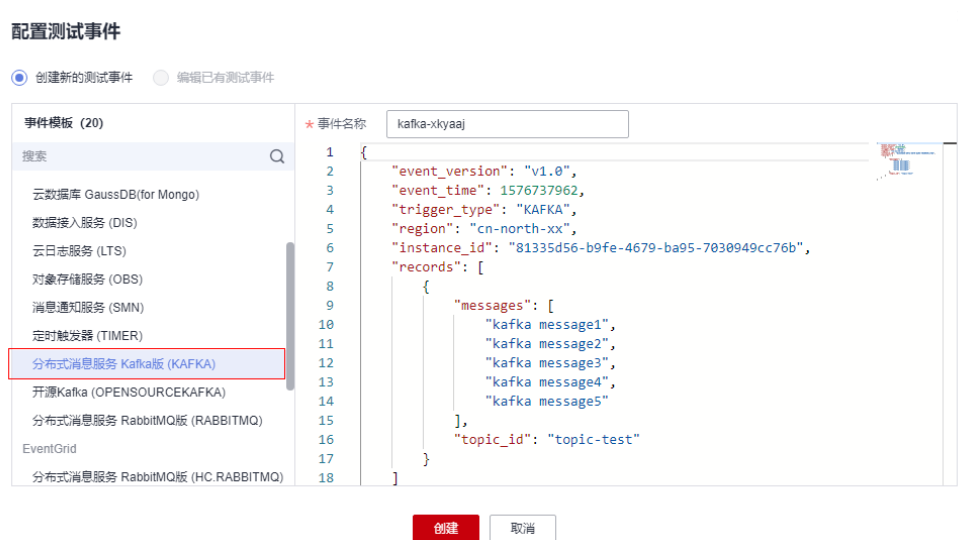 配置测试事件
创建新的测试事件 编辑已有测试事件
事件模板（20）
搜索
云数据库 GaussDB(for Mongo)
数据接入服务 (DIS)
云日志服务 (LTS)
对象存储服务 (OBS)
消息通知服务 (SMN)
定时触发器 (TIMER)
分布式消息服务 Kafka版 (KAFKA)
开源Kafka (OPENSOURCEKAFKA)
分布式消息服务 RabbitMQ版 (RABBITMQ)
EventGrid
分布式消息服务 RabbitMQ版 (HC.RABBITMQ)
★ 事件名称 kafka-xkyaaj
1 {
2 "event_version": "v1.0",
3 "event_time": 1576737962,
4 "trigger_type": "KAFKA",
5 "region": "cn-north-xx",
6 "instance_id": "81335d56-b9fe-4679-ba95-7030949cc76b",
7 "records": [
8 {
9 "messages": [
10 "kafka message1",
11 "kafka message2",
12 "kafka message3",
13 "kafka message4",
14 "kafka message5"
15 ],
16 "topic_id": "topic-test"
17 }
18 ]
创建 取消